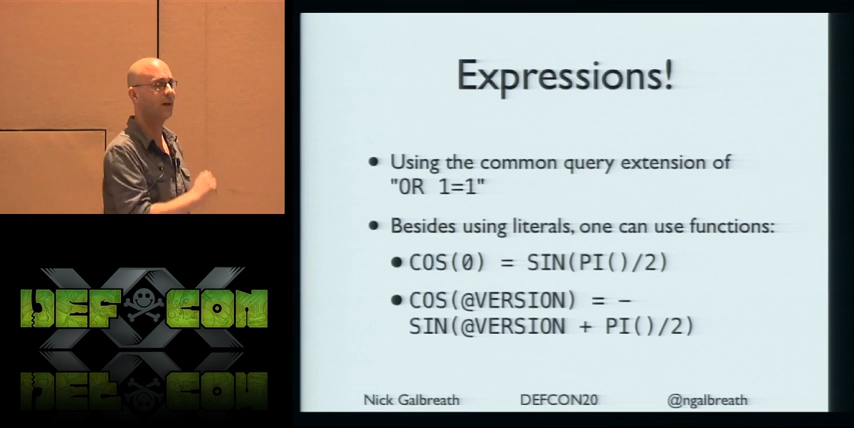 Expressions!
• Using the common query extension of
"OR 1=1"
• Besides using literals, one can use functions:
• COS(0) = SIN(PI()/2)
• COS(@VERSION) = -
SIN(@VERSION + PI()/2)
Nick Galbreath DEFCON20 @ngalbreath
DEF CON
XX